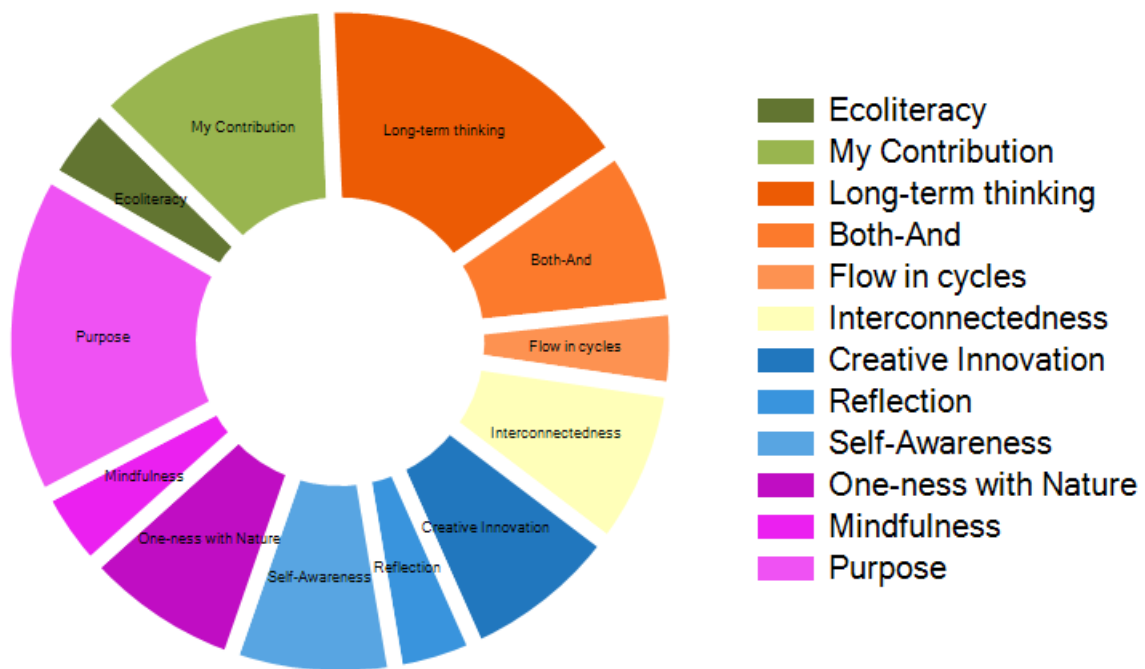 My Contribution
Long-term thinking
Ecoliteracy
Both-And
Purpose
Flow in cycles
Interconnectedness
Mindfulness
Creative Innovation
One-ness with Nature
Reflection
Self-Awareness
Ecoliteracy
My Contribution
Long-term thinking
Both-And
Flow in cycles
Interconnectedness
Creative Innovation
Reflection
Self-Awareness
One-ness with Nature
Mindfulness
Purpose